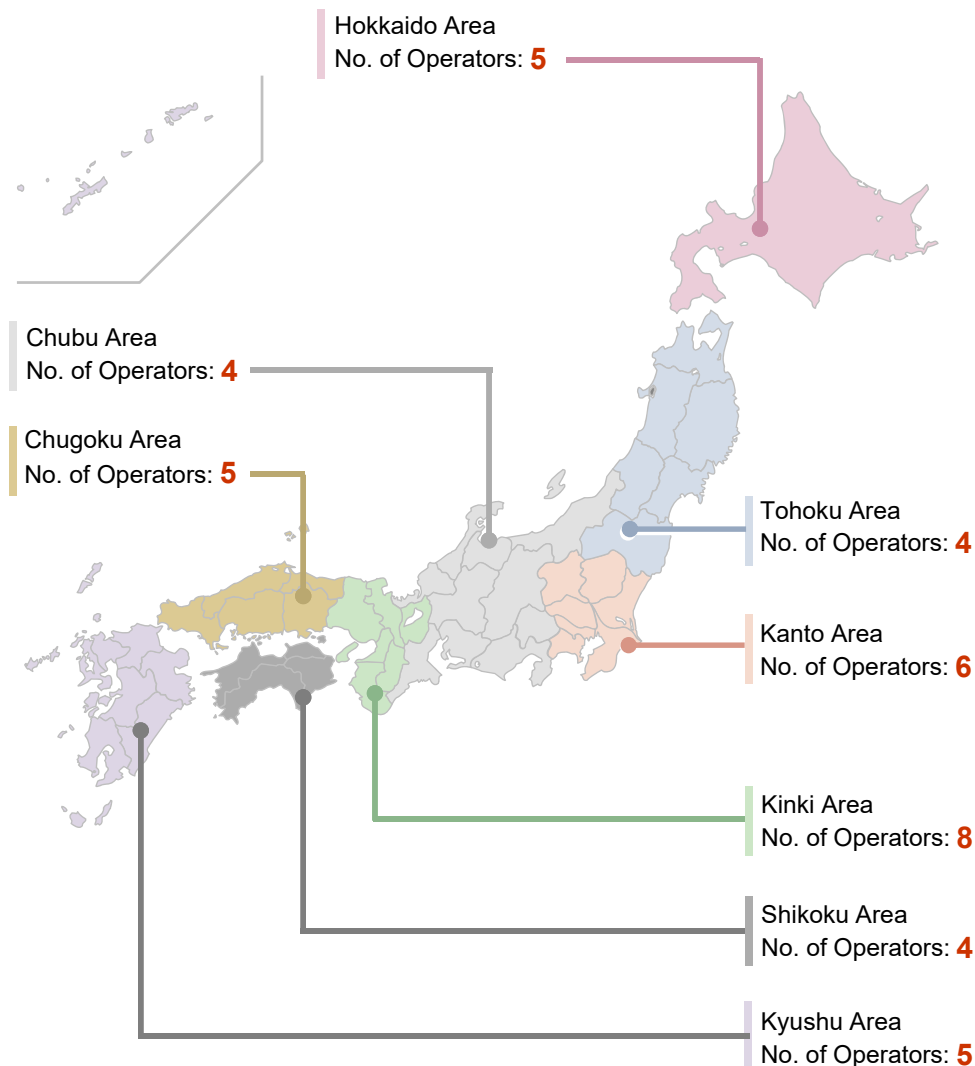 Hokkaido Area
No. of Operators: 5
Chubu Area
No. of Operators: 4
Chugoku Area
No. of Operators: 5
Tohoku Area
No. of Operators: 4
Kanto Area
No. of Operators: 6
Kinki Area
No. of Operators: 8
Shikoku Area
No. of Operators: 4
Kyushu Area
No. of Operators: 5